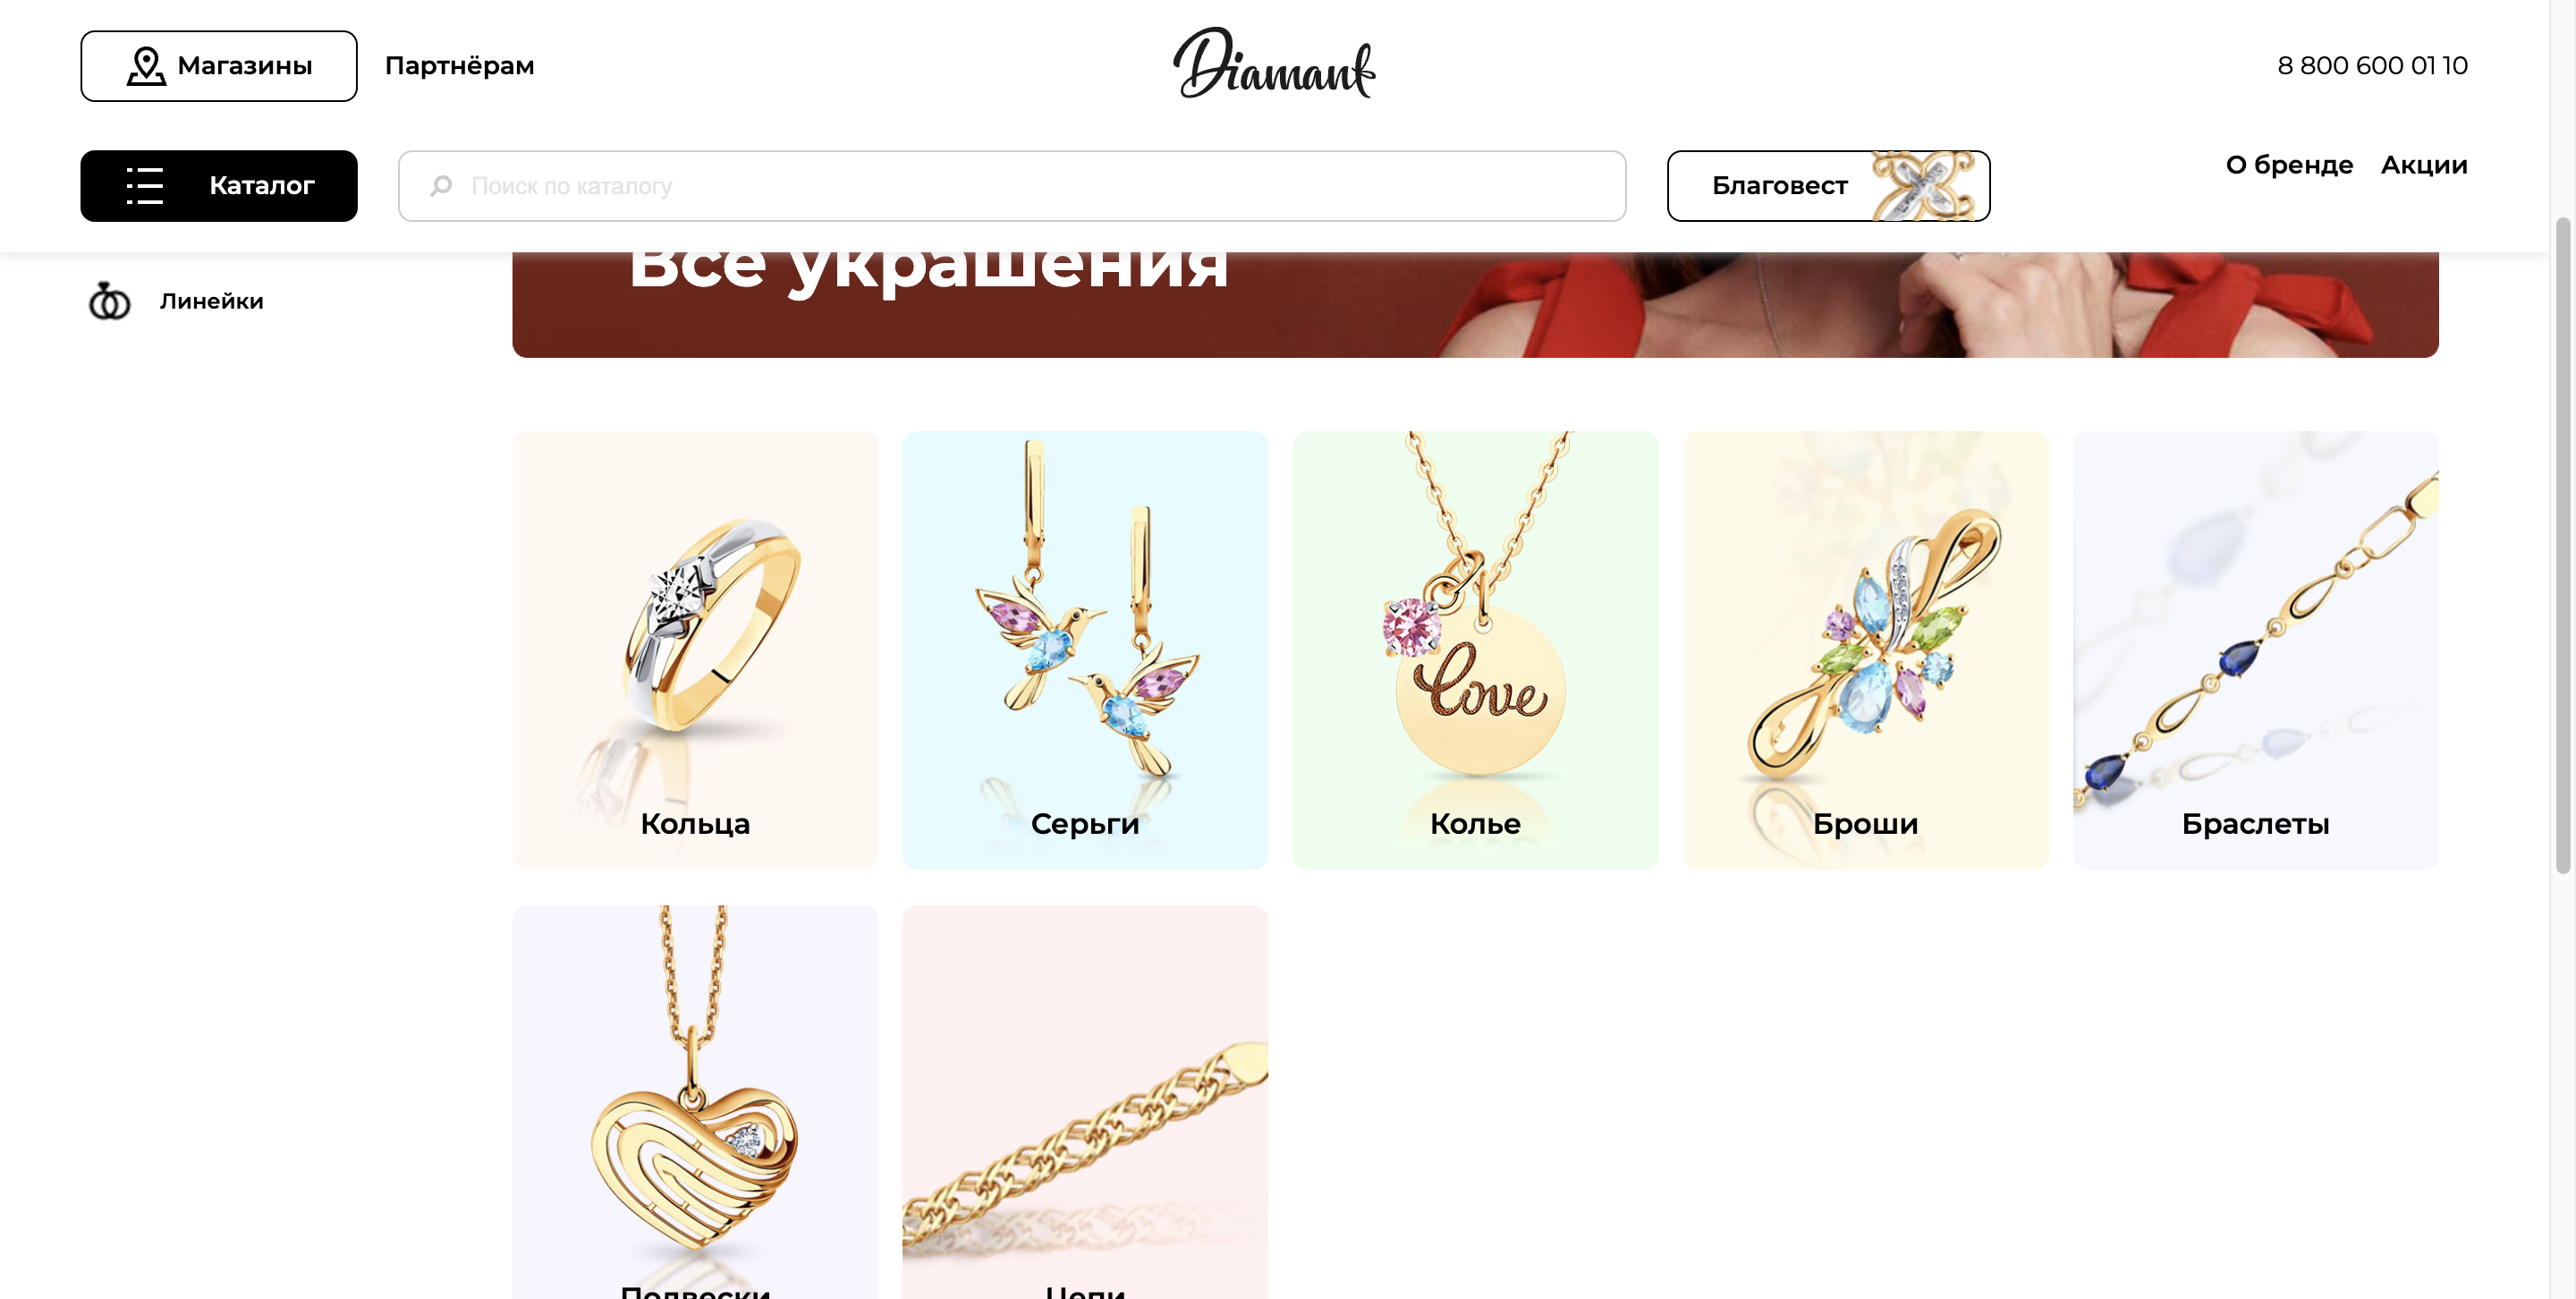 Магазины
Партнёрам
Diamant
8 800 600 01 10
Каталог
Поиск по каталогу
Благовест
О бренде
Акции
Все украшения
Линейки
Love
Кольца
Серьги
Колье
Броши
Браслеты
Подвески
Цепи